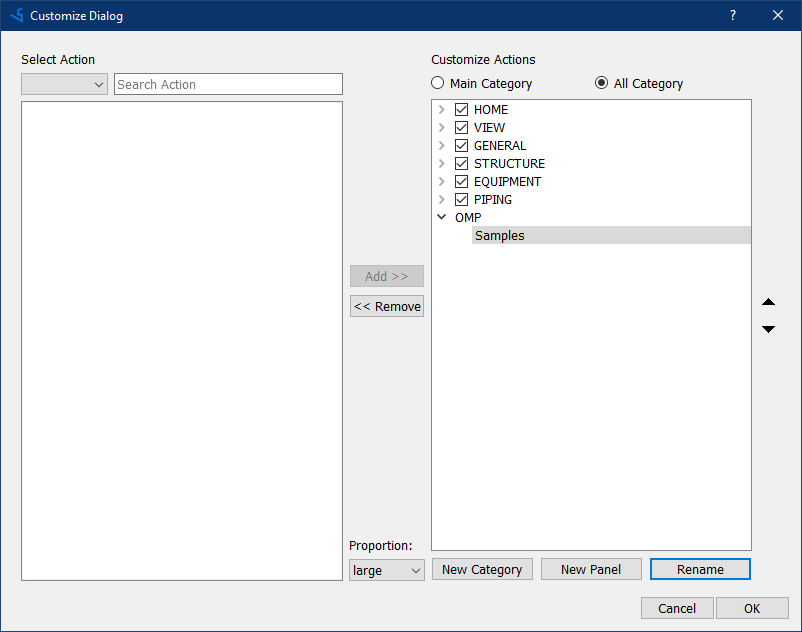 Customize Dialog
?
Select Action
Customize Actions
Search Action
Main Category
All Category
HOME
VIEW
GENERAL
STRUCTURE
EQUIPMENT
PIPING
OMP
Samples
Add >>
<< Remove
Proportion:
large
New Category
New Panel
Rename
Cancel
OK